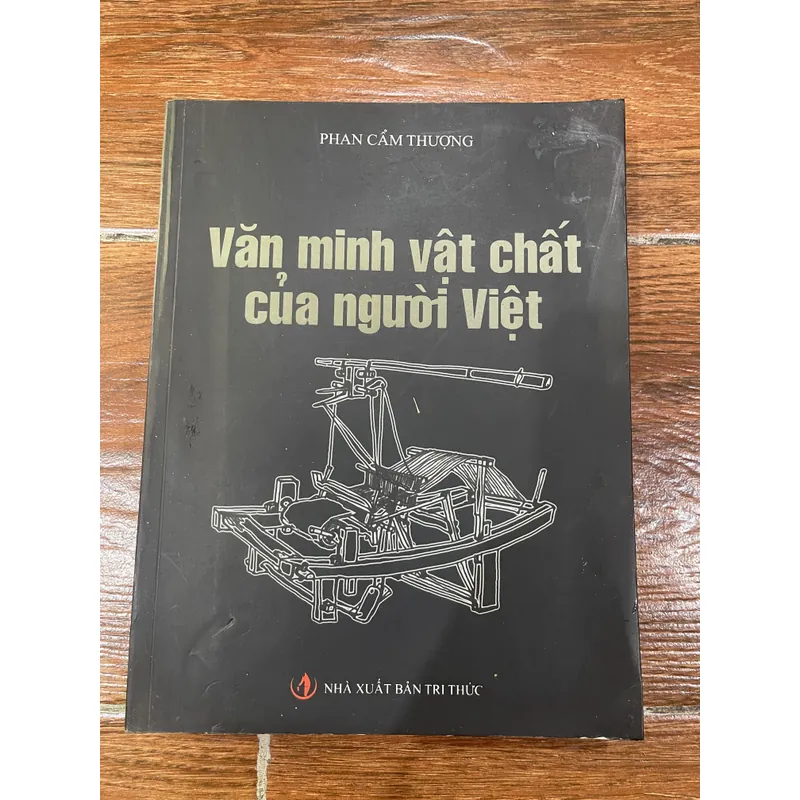 PHAN CẨM THƯỢNG
Văn minh vật chất
của người Việt
NHÀ XUẤT BẢN TRI THỨC